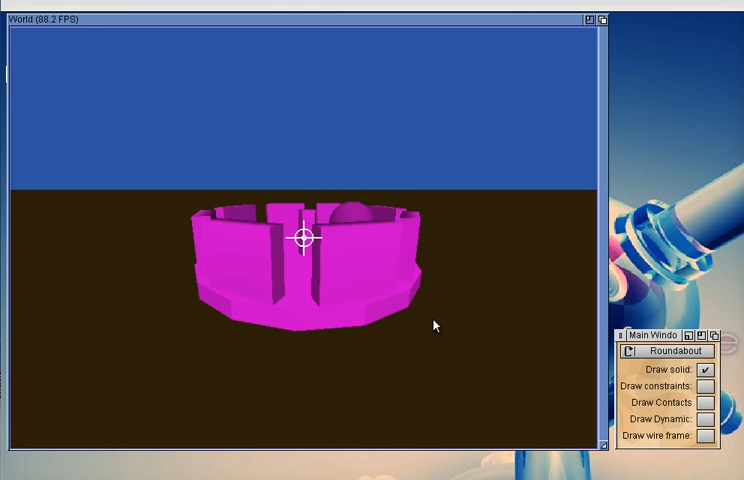 World (88.2 FPS)
Main Windo
Roundabout
Draw solid:
Draw constraints:
Draw Contacts
Draw Dynamic:
Draw wire frame: